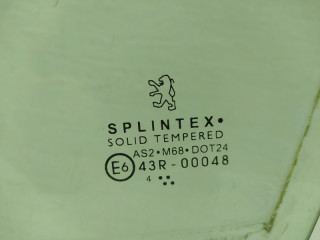 SPLINTEX•
SOLID TEMPERED
AS2•M68•DOT24
E6 43R-00048
4